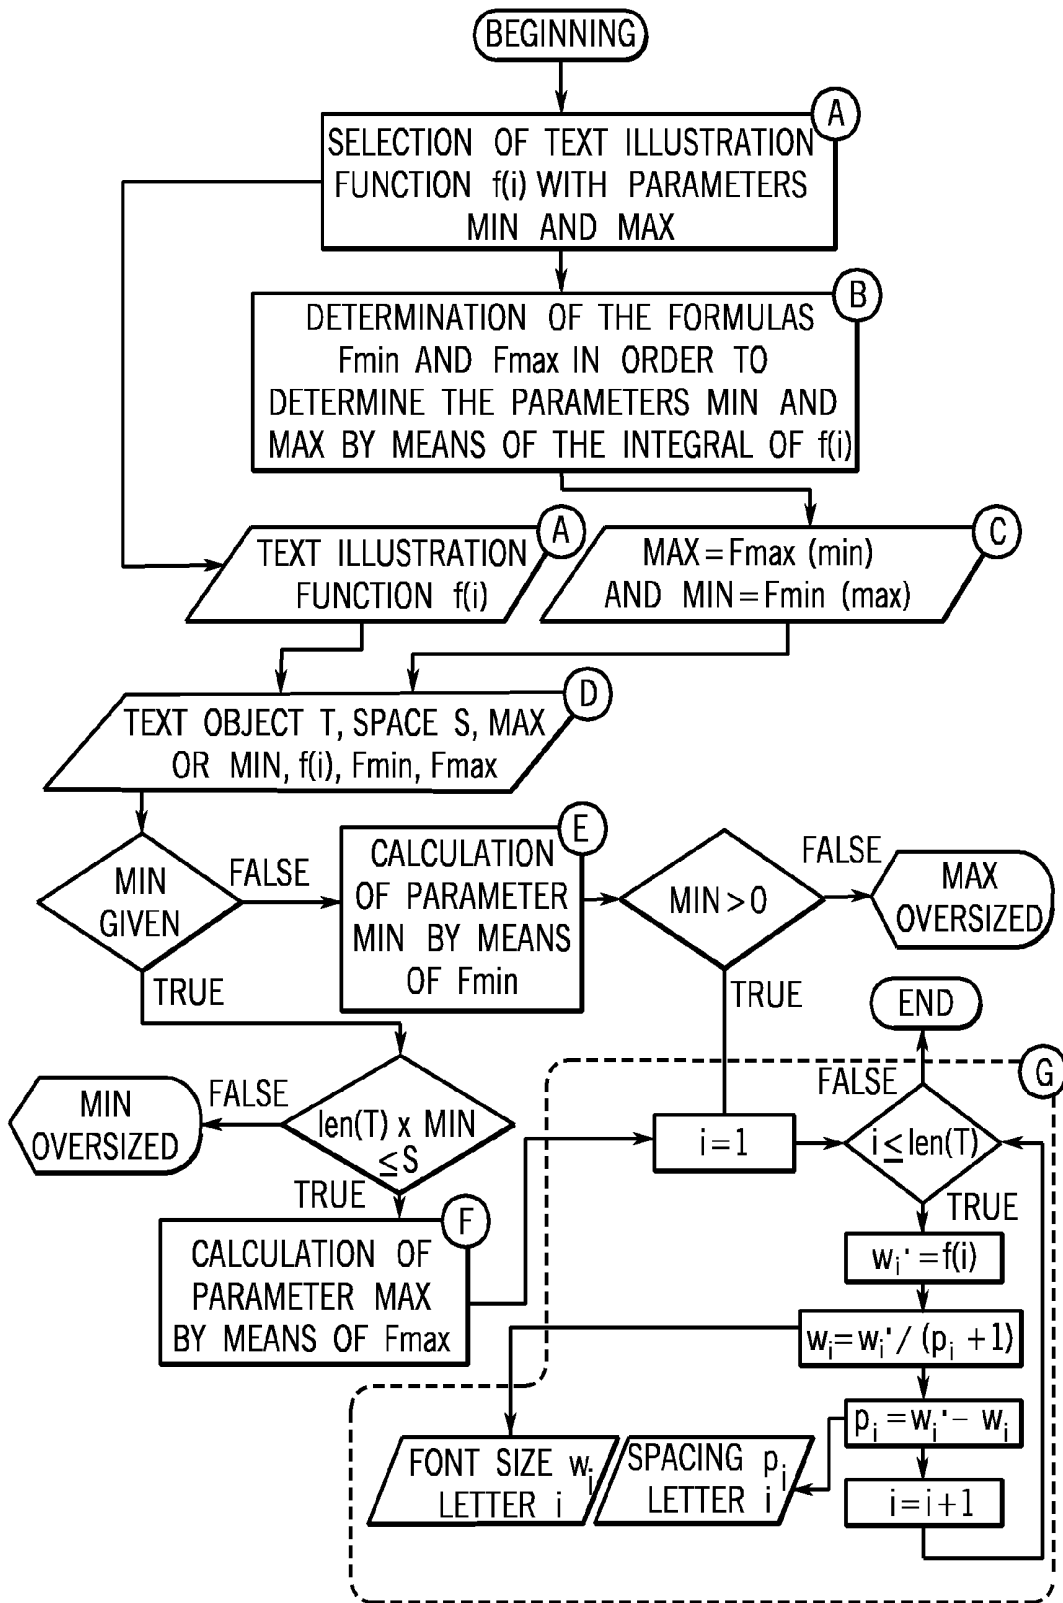 BEGINNING
A
SELECTION OF TEXT ILLUSTRATION
FUNCTION f(i) WITH PARAMETERS
MIN AND MAX
B
DETERMINATION OF THE FORMULAS
Fmin AND Fmax IN ORDER TO
DETERMINE THE PARAMETERS MIN AND
MAX BY MEANS OF THE INTEGRAL OF f(i)
A
TEXT ILLUSTRATION
FUNCTION f(i)
C
MAX=Fmax (min)
AND MIN=Fmin (max)
D
TEXT OBJECT T, SPACE S, MAX
OR MIN, f(i), Fmin, Fmax
MIN
GIVEN
FALSE
TRUE
E
CALCULATION
OF PARAMETER
MIN BY MEANS
OF Fmin
MIN>0
FALSE
TRUE
MAX
OVERSIZED
END
MIN
OVERSIZED
FALSE
len(T) x MIN
≤S
TRUE
F
CALCULATION OF
PARAMETER MAX
BY MEANS OF Fmax
G
i=1
FALSE
i≤len(T)
TRUE
wi'=f(i)
wi=wi'/(pi +1)
pi=wi'-wi
i=i+1
FONT SIZE wi
LETTER i
SPACING pi
LETTER i